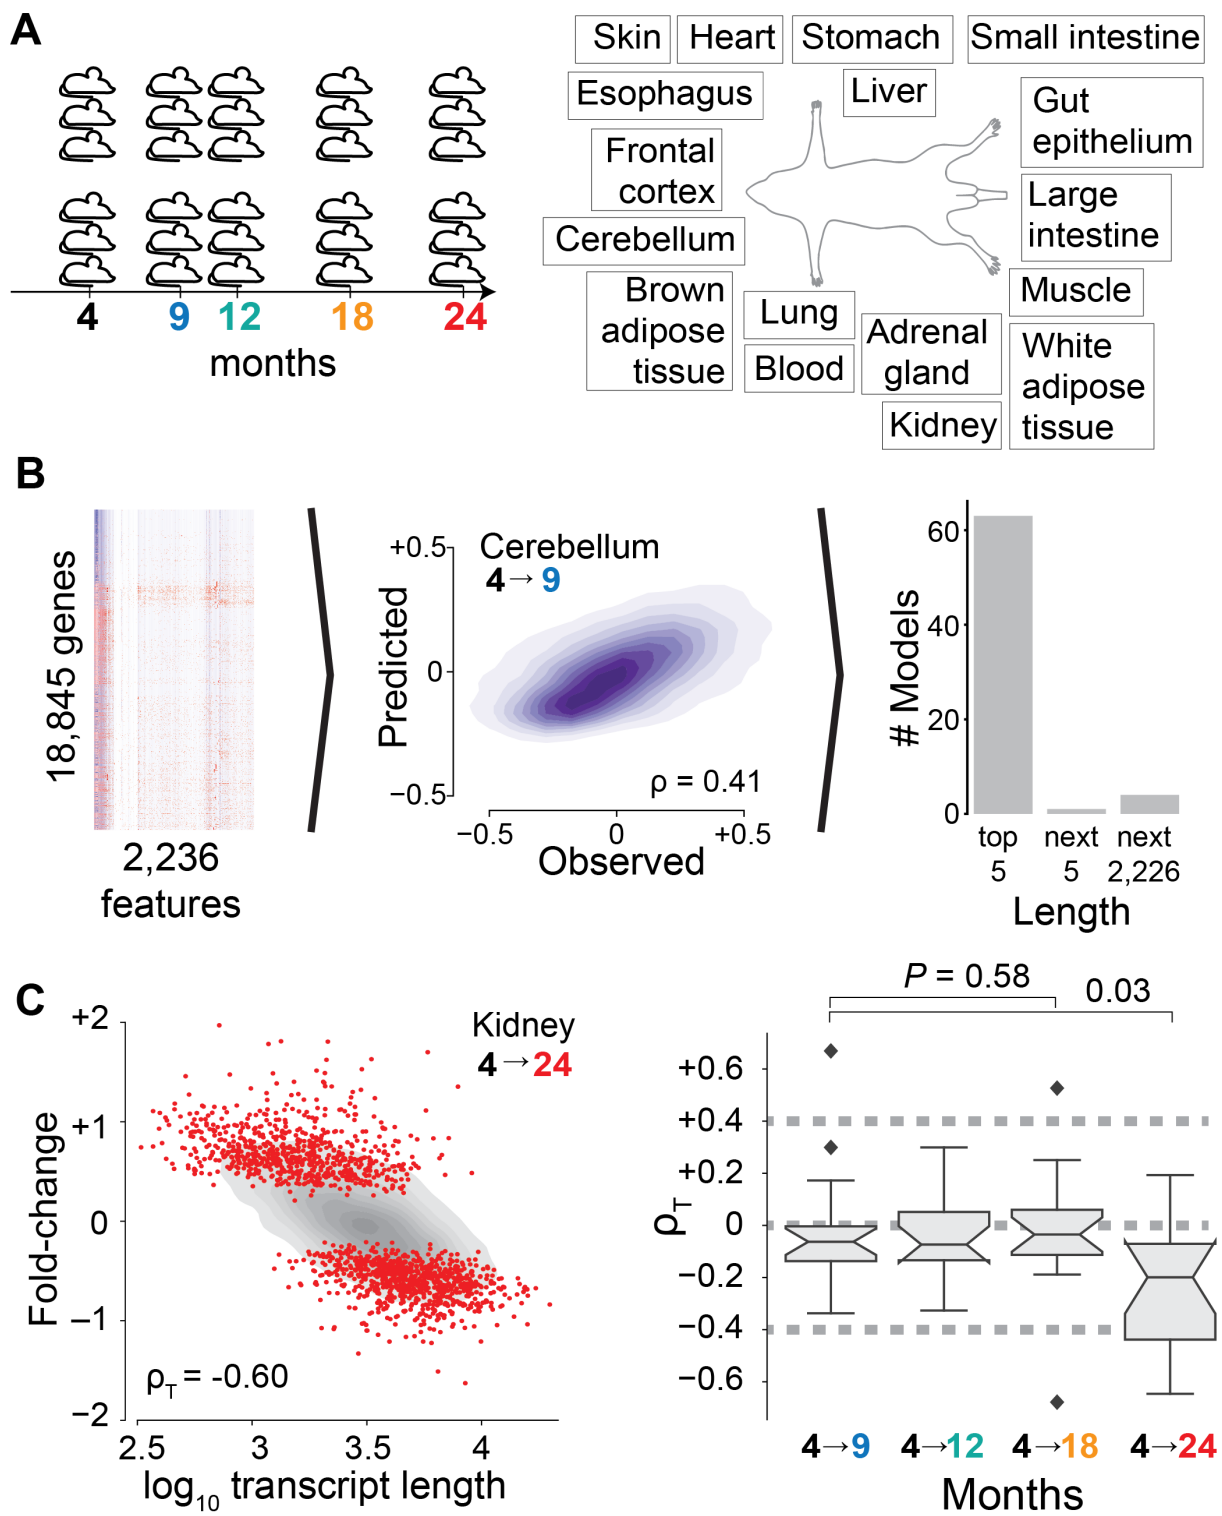 A
4
9
12
18
24
months
Skin
Heart
Stomach
Small intestine
Esophagus
Liver
Gut
epithelium
Frontal
cortex
Large
intestine
Cerebellum
Brown
adipose
tissue
Lung
Blood
Adrenal
gland
Kidney
Muscle
White
adipose
tissue
B
18,845 genes
2,236
features
Cerebellum
4→9
Predicted
+0.5
0
−0.5
ρ = 0.41
−0.5
0
+0.5
Observed
# Models
60
40
20
0
top
5
next
5
next
2,226
Length
C
Kidney
4→24
Fold-change
+2
+1
0
−1
−2
ρT = -0.60
2.5
3
3.5
4
log10 transcript length
P = 0.58
0.03
ρT
+0.6
+0.4
+0.2
0
−0.2
−0.4
−0.6
4→9
4→12
4→18
4→24
Months